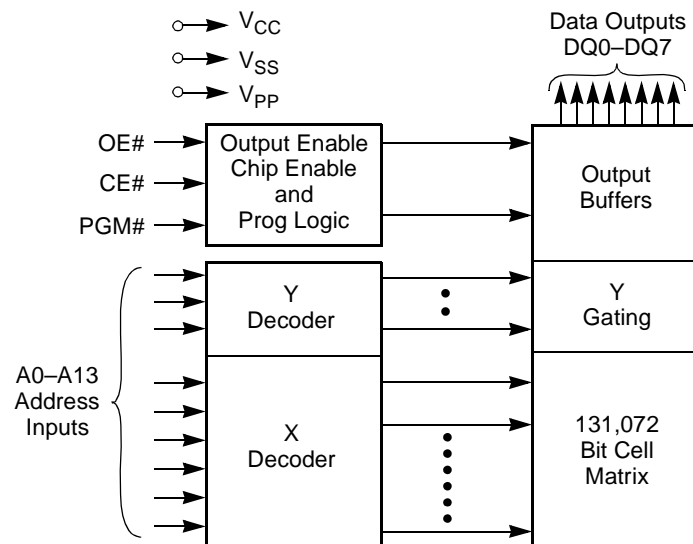 V_CC
V_SS
V_PP
Data Outputs
DQ0–DQ7
OE#
CE#
PGM#
Output Enable
Chip Enable
and
Prog Logic
Output
Buffers
Y
Decoder
Y
Gating
A0–A13
Address
Inputs
X
Decoder
131,072
Bit Cell
Matrix